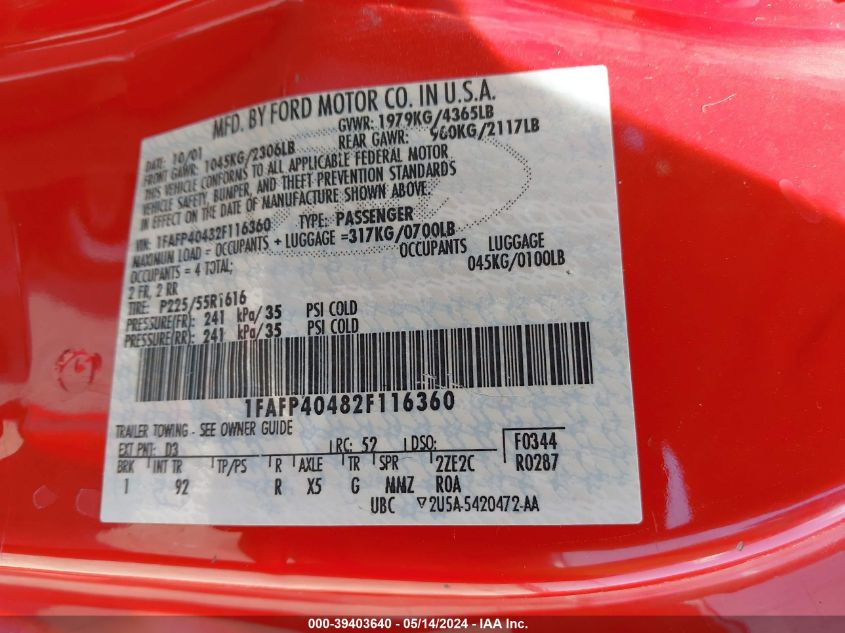 MFD. BY FORD MOTOR CO. IN U.S.A.
DATE: 10/01 GVWR: 1979KG/4365LB
FRONT GAWR: 1045KG/2306LB REAR GAWR: 960KG/2117LB
THIS VEHICLE CONFORMS TO ALL APPLICABLE FEDERAL MOTOR
VEHICLE SAFETY, BUMPER, AND THEFT PREVENTION STANDARDS
IN EFFECT ON THE DATE OF MANUFACTURE SHOWN ABOVE.
VIN: 1FAFP40482F116360 TYPE: PASSENGER
MAXIMUM LOAD = OCCUPANTS + LUGGAGE =317KG/0700LB
OCCUPANTS = 4 TOTAL; OCCUPANTS LUGGAGE
2 FR, 2 RR 045KG/0100LB
TIRE: P225/55R1616
PRESSURE(FR): 241 kPa/35 PSI COLD
PRESSURE(RR): 241 kPa/35 PSI COLD
1FAFP40482F116360
TRAILER TOWING - SEE OWNER GUIDE
EXT PNT: D3 RC: 52 DSO: F0344
BRK INT TR TP/PS R AXLE TR SPR 2ZE2C R0287
1 92 R X5 G MMZ ROA
UBC ▽2U5A-5420472-AA
000-39403640 - 05/14/2024 - IAAI.COM